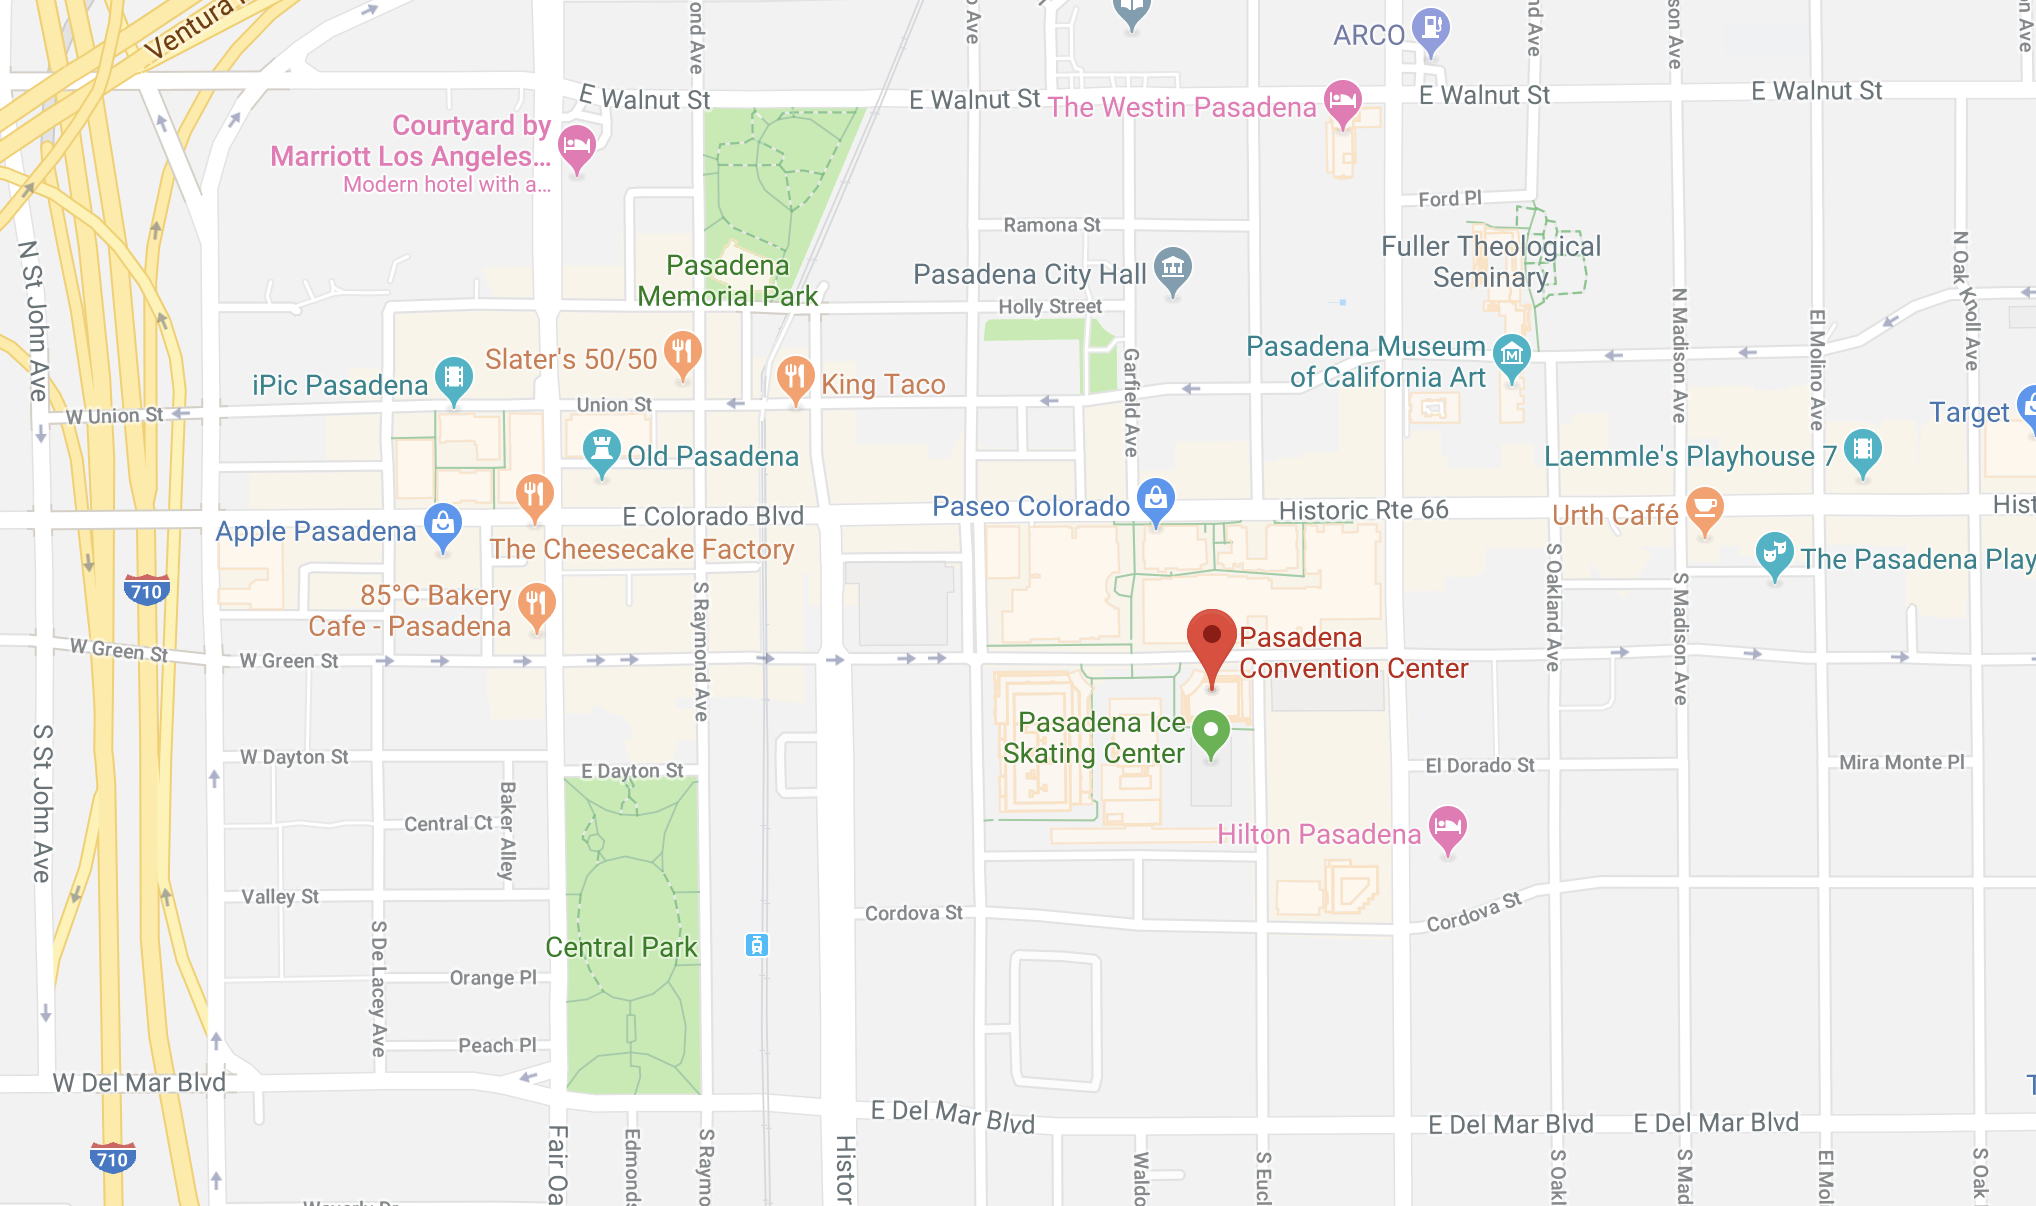 Ventura
ond Ave
o Ave
nd Ave
son Ave
n Ave
ARCO
E Walnut St
E Walnut St
The Westin Pasadena
E Walnut St
E Walnut St
Courtyard by
Marriott Los Angeles...
Modern hotel with a...
Ford Pl
Ramona St
N St John Ave
Pasadena
Memorial Park
Pasadena City Hall
Fuller Theological
Seminary
N Oak Knoll Ave
Holly Street
N Madison Ave
El Molino Ave
Garfield Ave
Slater's 50/50
iPic Pasadena
King Taco
Pasadena Museum
of California Art
W Union St
Union St
Target
Old Pasadena
Laemmle's Playhouse 7
Apple Pasadena
E Colorado Blvd
Paseo Colorado
Historic Rte 66
Urth Caffé
Hist
The Cheesecake Factory
The Pasadena Play
710
85°C Bakery
Cafe - Pasadena
S Raymond Ave
S Oakland Ave
S Madison Ave
W Green St
W Green St
Pasadena
Convention Center
Pasadena Ice
Skating Center
S St John Ave
W Dayton St
E Dayton St
El Dorado St
Mira Monte Pl
Baker Alley
Central Ct
Hilton Pasadena
Valley St
Cordova St
Cordova St
S De Lacey Ave
Central Park
Orange Pl
Peach Pl
W Del Mar Blvd
E Del Mar Blvd
E Del Mar Blvd
E Del Mar Blvd
T
710
Fair Oa
Edmonds
S Raymo
Histor
Waldo
S Eucl
S Oakl
S Mad
El Mol
S Oak